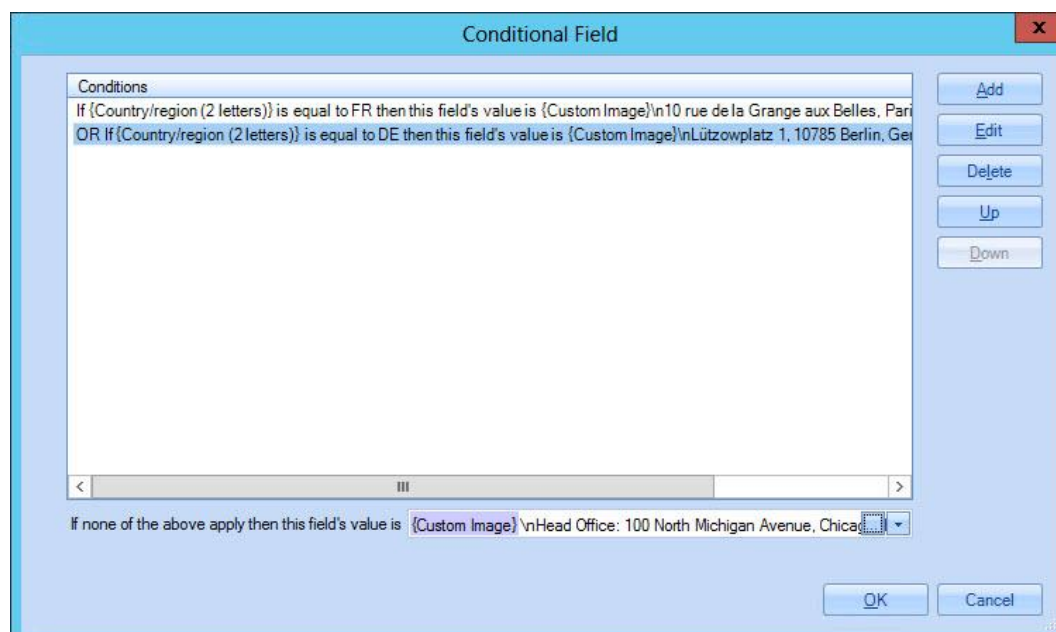 Conditional Field
x
Conditions
If {Country/region (2 letters)} is equal to FR then this field's value is {Custom Image}\n10 rue de la Grange aux Belles, Pari
OR If {Country/region (2 letters)} is equal to DE then this field's value is {Custom Image}\nLützowplatz 1, 10785 Berlin, Ger
Add
Edit
Delete
Up
Down
If none of the above apply then this field's value is {Custom Image} \nHead Office: 100 North Michigan Avenue, Chicag ...
OK
Cancel